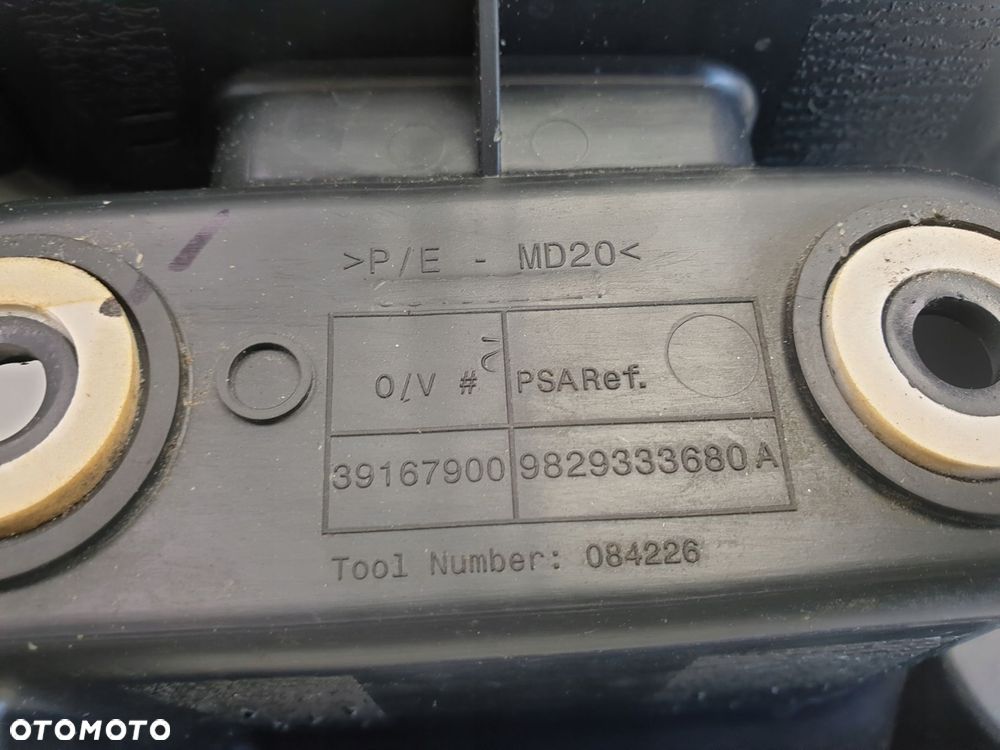 >P/E - MD20<
O/V # PSARef.
39167900 9829333680 A
Tool Number: 084226
OTOMOTO